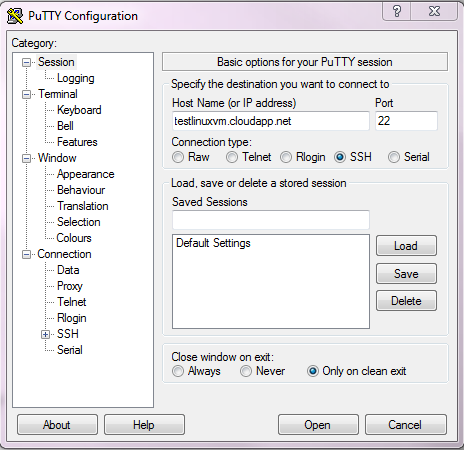 PuTTY Configuration
Category:
Session
Logging
Terminal
Keyboard
Bell
Features
Window
Appearance
Behaviour
Translation
Selection
Colours
Connection
Data
Proxy
Telnet
Rlogin
SSH
Serial
Basic options for your PuTTY session
Specify the destination you want to connect to
Host Name (or IP address) Port
testlinuxvm.cloudapp.net 22
Connection type:
Raw Telnet Rlogin SSH Serial
Load, save or delete a stored session
Saved Sessions
Default Settings
Load
Save
Delete
Close window on exit:
Always Never Only on clean exit
About Help Open Cancel